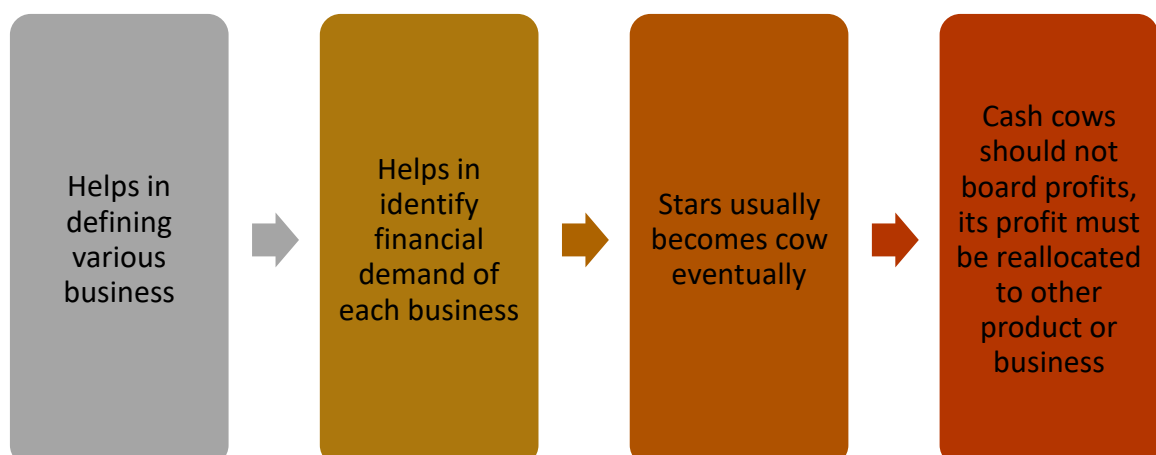 Helps in
defining
various
business
Helps in
identify
financial
demand of
each business
Stars usually
becomes cow
eventually
Cash cows
should not
board profits,
its profit must
be reallocated
to other
product or
business